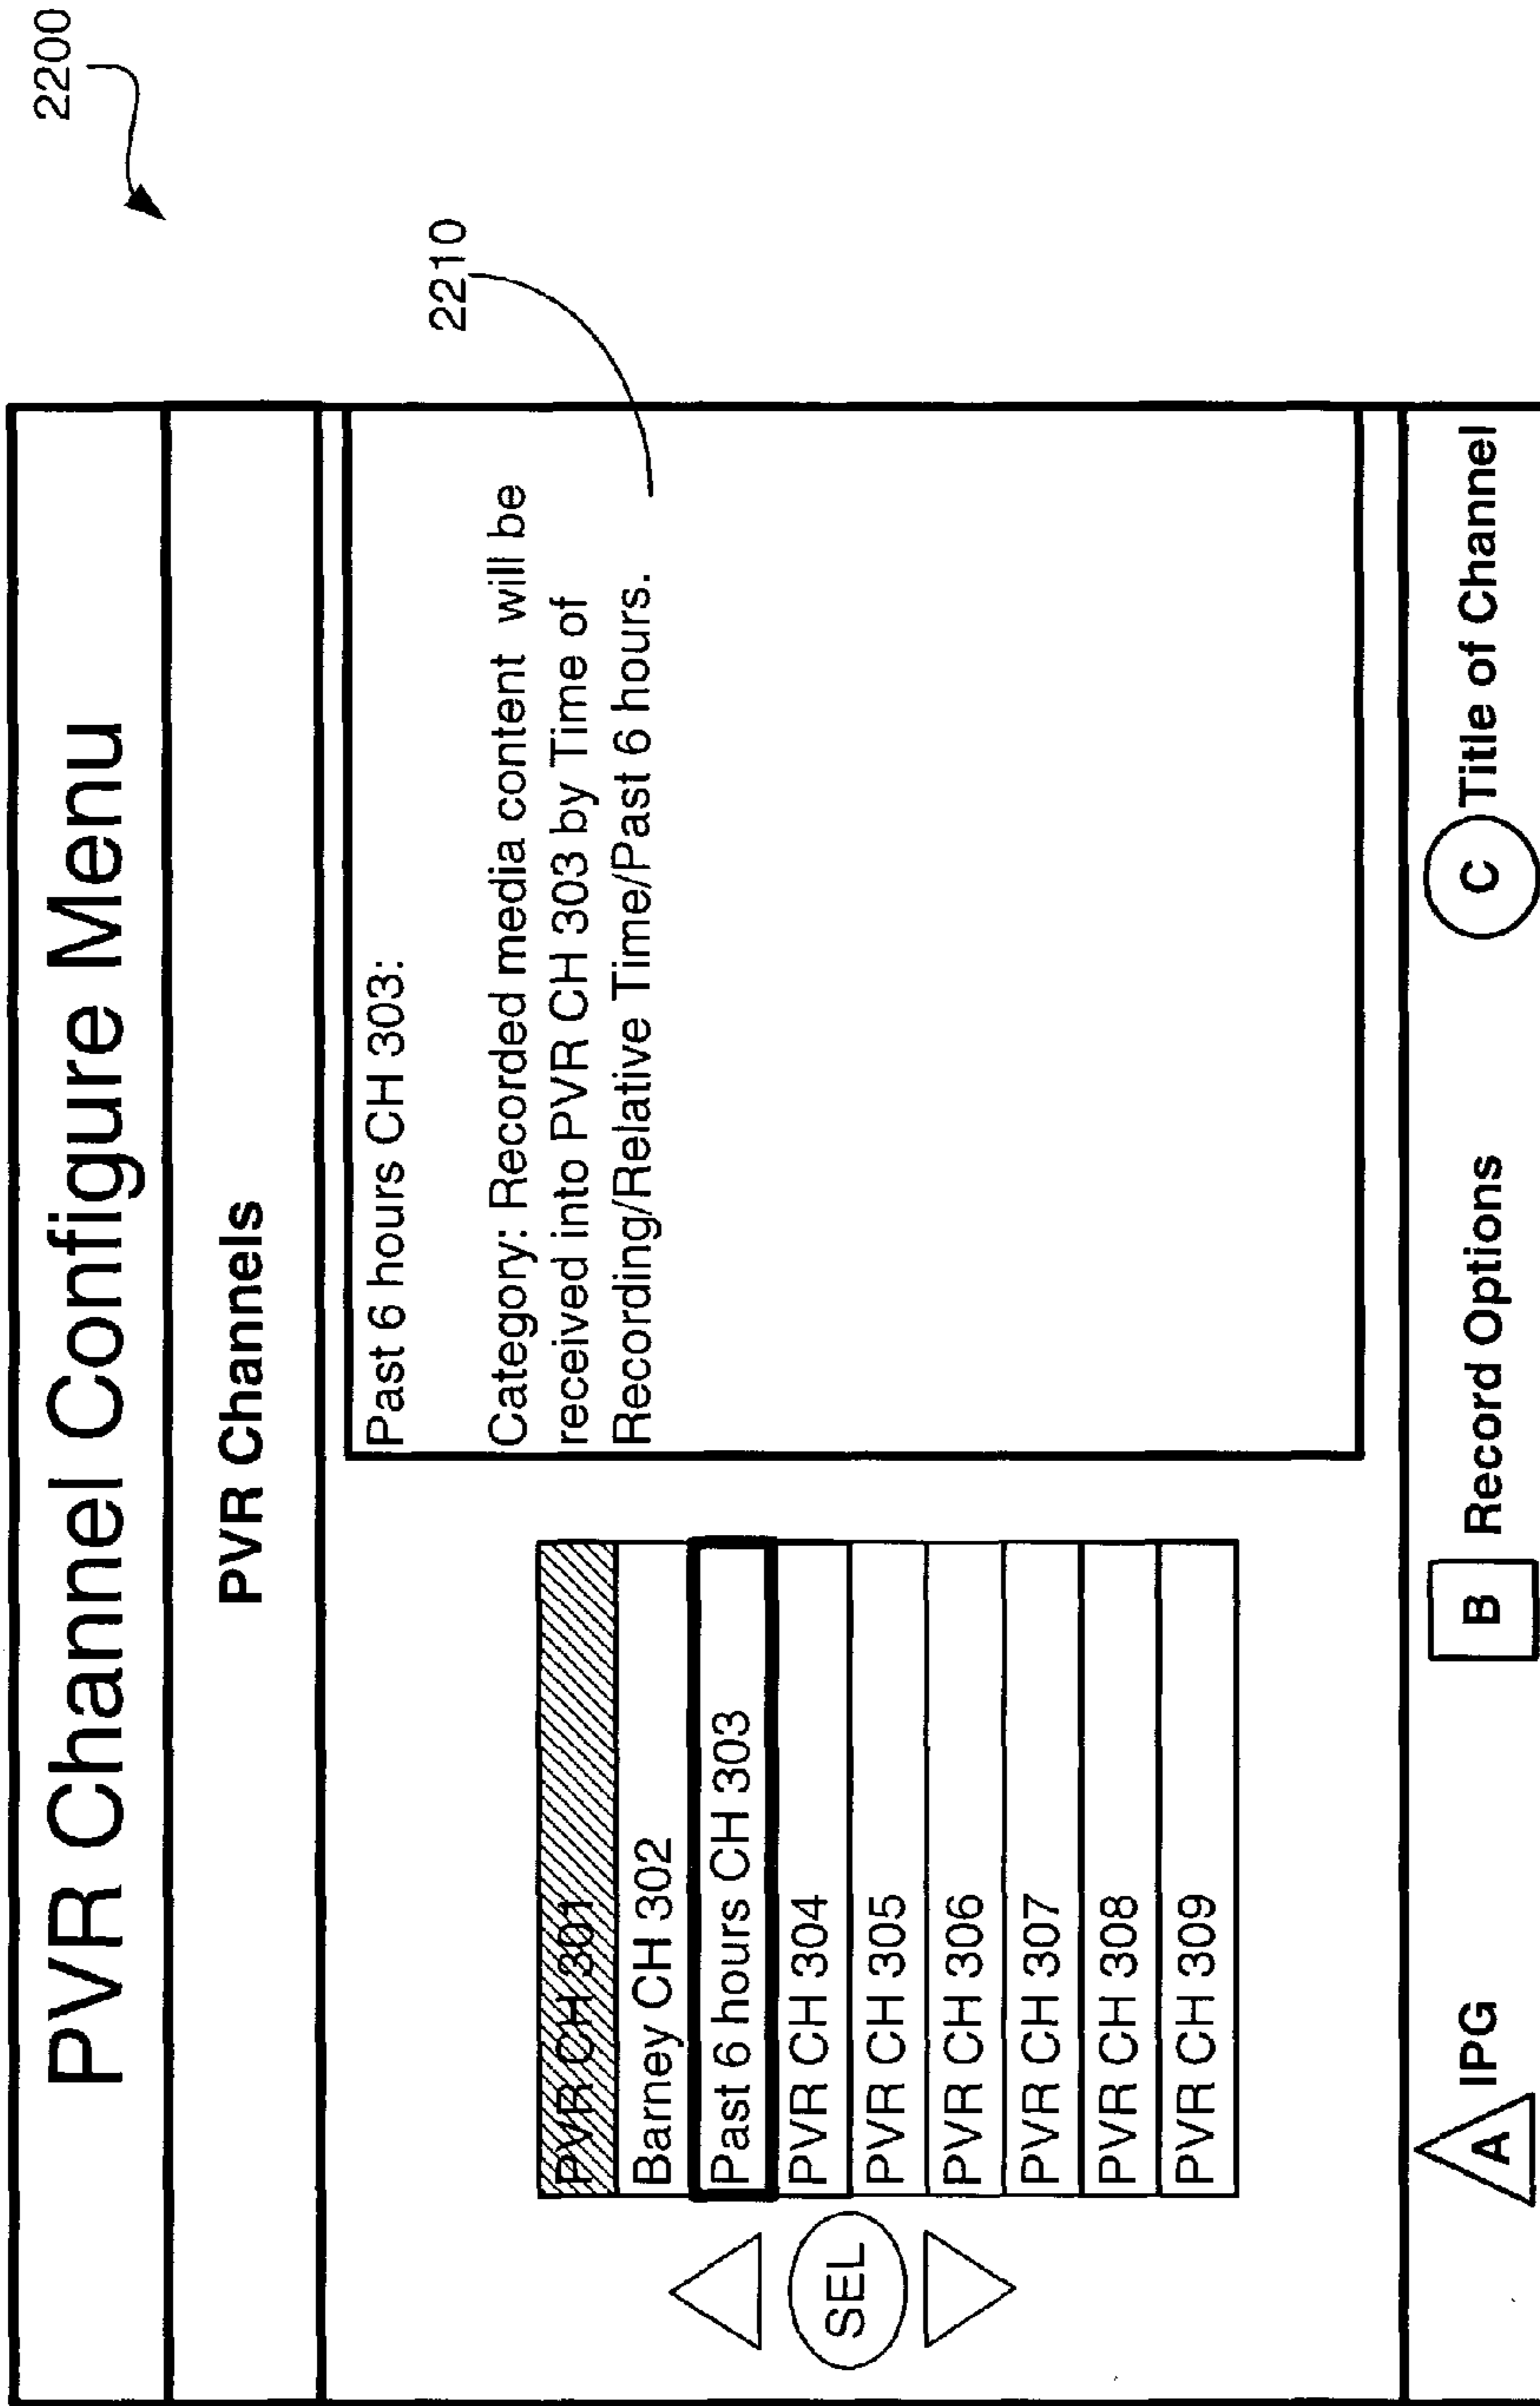 2200
PVR Channel Configure Menu
PVR Channels
2210
PVR CH 301
Barney CH 302
Past 6 hours CH 303
PVR CH 304
PVR CH 305
PVR CH 306
PVR CH 307
PVR CH 308
PVR CH 309
SEL
Past 6 hours CH 303:
Category: Recorded media content will be
received into PVR CH 303 by Time of
Recording/Relative Time/Past 6 hours.
A IPG
B Record Options
C Title of Channel